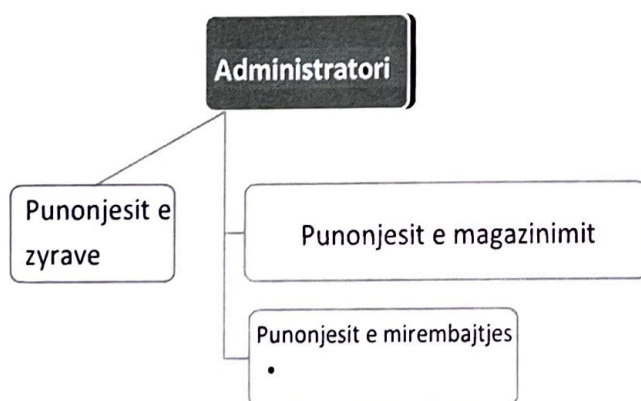 Administratori
Punonjesit e
zyrave
Punonjesit e magazinimit
Punonjesit e mirembajtjes
•